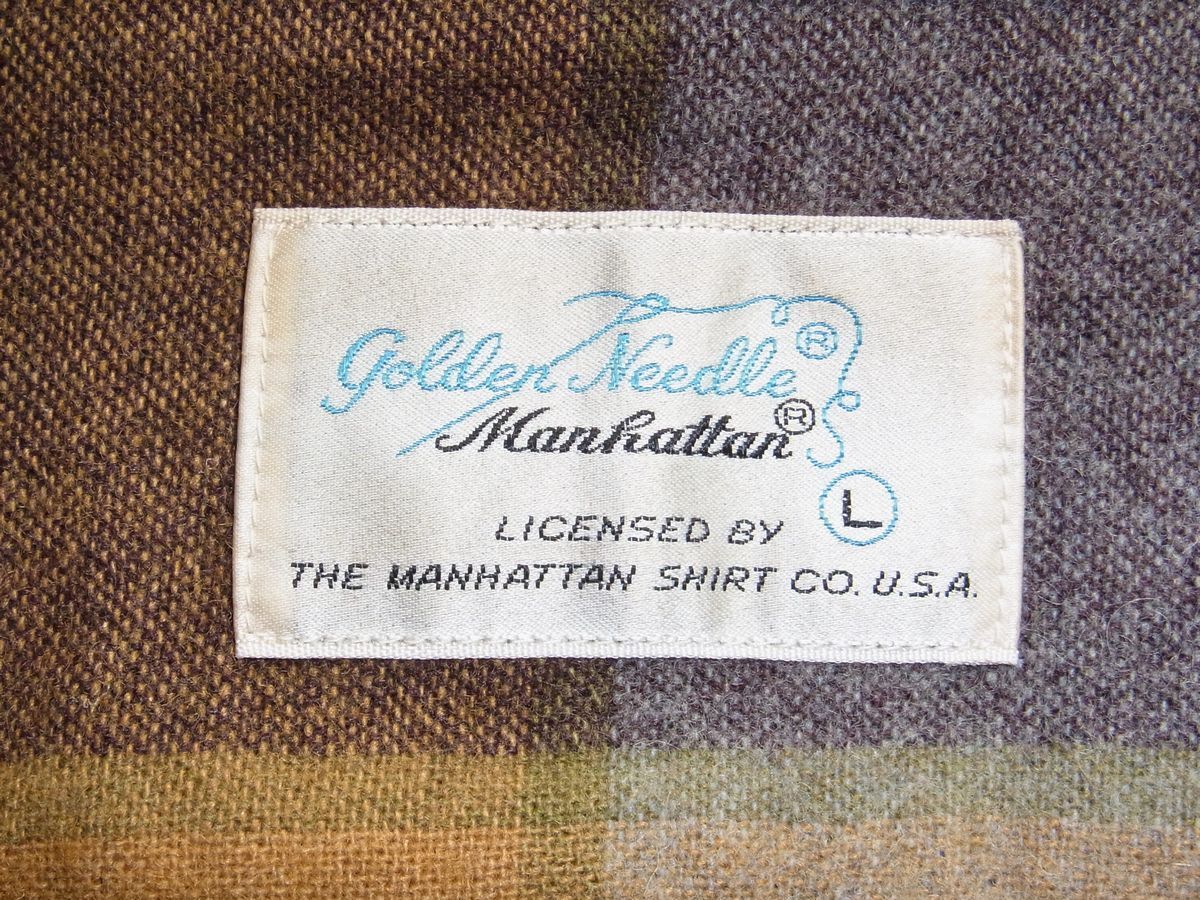 Golden Needle ®
Manhattan ®
L
LICENSED BY
THE MANHATTAN SHIRT CO. U.S.A.